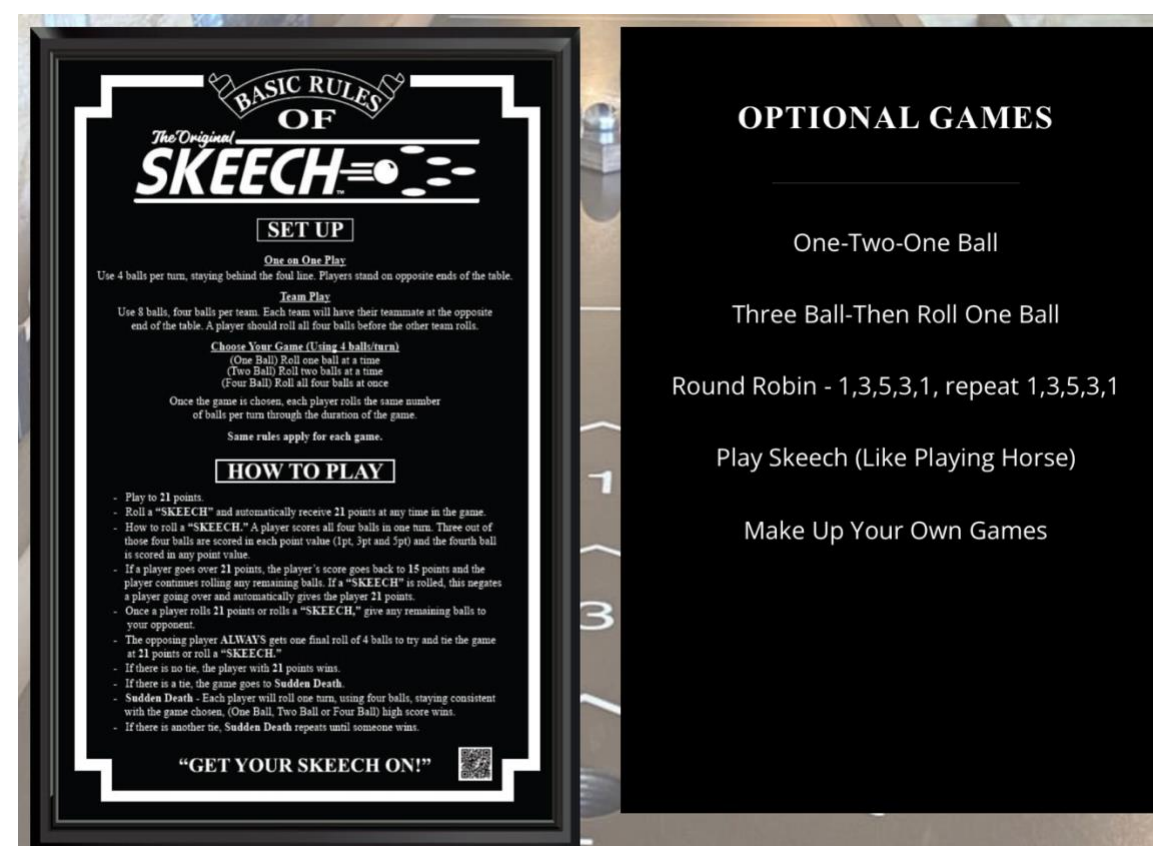 BASIC RULES
OF
The Original
SKEECH
TM
SET UP
One on One Play
Use 4 balls per turn, staying behind the foul line. Players stand on opposite ends of the table.
Team Play
Use 8 balls, four balls per team. Each team will have their teammate at the opposite
end of the table. A player should roll all four balls before the other team rolls.
Choose Your Game (Using 4 balls/turn)
(One Ball) Roll one ball at a time
(Two Ball) Roll two balls at a time
(Four Ball) Roll all four balls at once
Once the game is chosen, each player rolls the same number
of balls per turn through the duration of the game.
Same rules apply for each game.
HOW TO PLAY
- Play to 21 points.
- Roll a “SKEECH” and automatically receive 21 points at any time in the game.
- How to roll a “SKEECH.” A player scores all four balls in one turn. Three out of
those four balls are scored in each point value (1pt, 3pt and 5pt) and the fourth ball
is scored in any point value.
- If a player goes over 21 points, the player’s score goes back to 15 points and the
player continues rolling any remaining balls. If a “SKEECH” is rolled, this negates
a player going over and automatically gives the player 21 points.
- Once a player rolls 21 points or rolls a “SKEECH,” give any remaining balls to
your opponent.
- The opposing player ALWAYS gets one final roll of 4 balls to try and tie the game
at 21 points or roll a “SKEECH.”
- If there is no tie, the player with 21 points wins.
- If there is a tie, the game goes to Sudden Death.
- Sudden Death - Each player will roll one turn, using four balls, staying consistent
with the game chosen, (One Ball, Two Ball or Four Ball) high score wins.
- If there is another tie, Sudden Death repeats until someone wins.
“GET YOUR SKEECH ON!”
1
3
OPTIONAL GAMES
One-Two-One Ball
Three Ball-Then Roll One Ball
Round Robin - 1,3,5,3,1, repeat 1,3,5,3,1
Play Skeech (Like Playing Horse)
Make Up Your Own Games